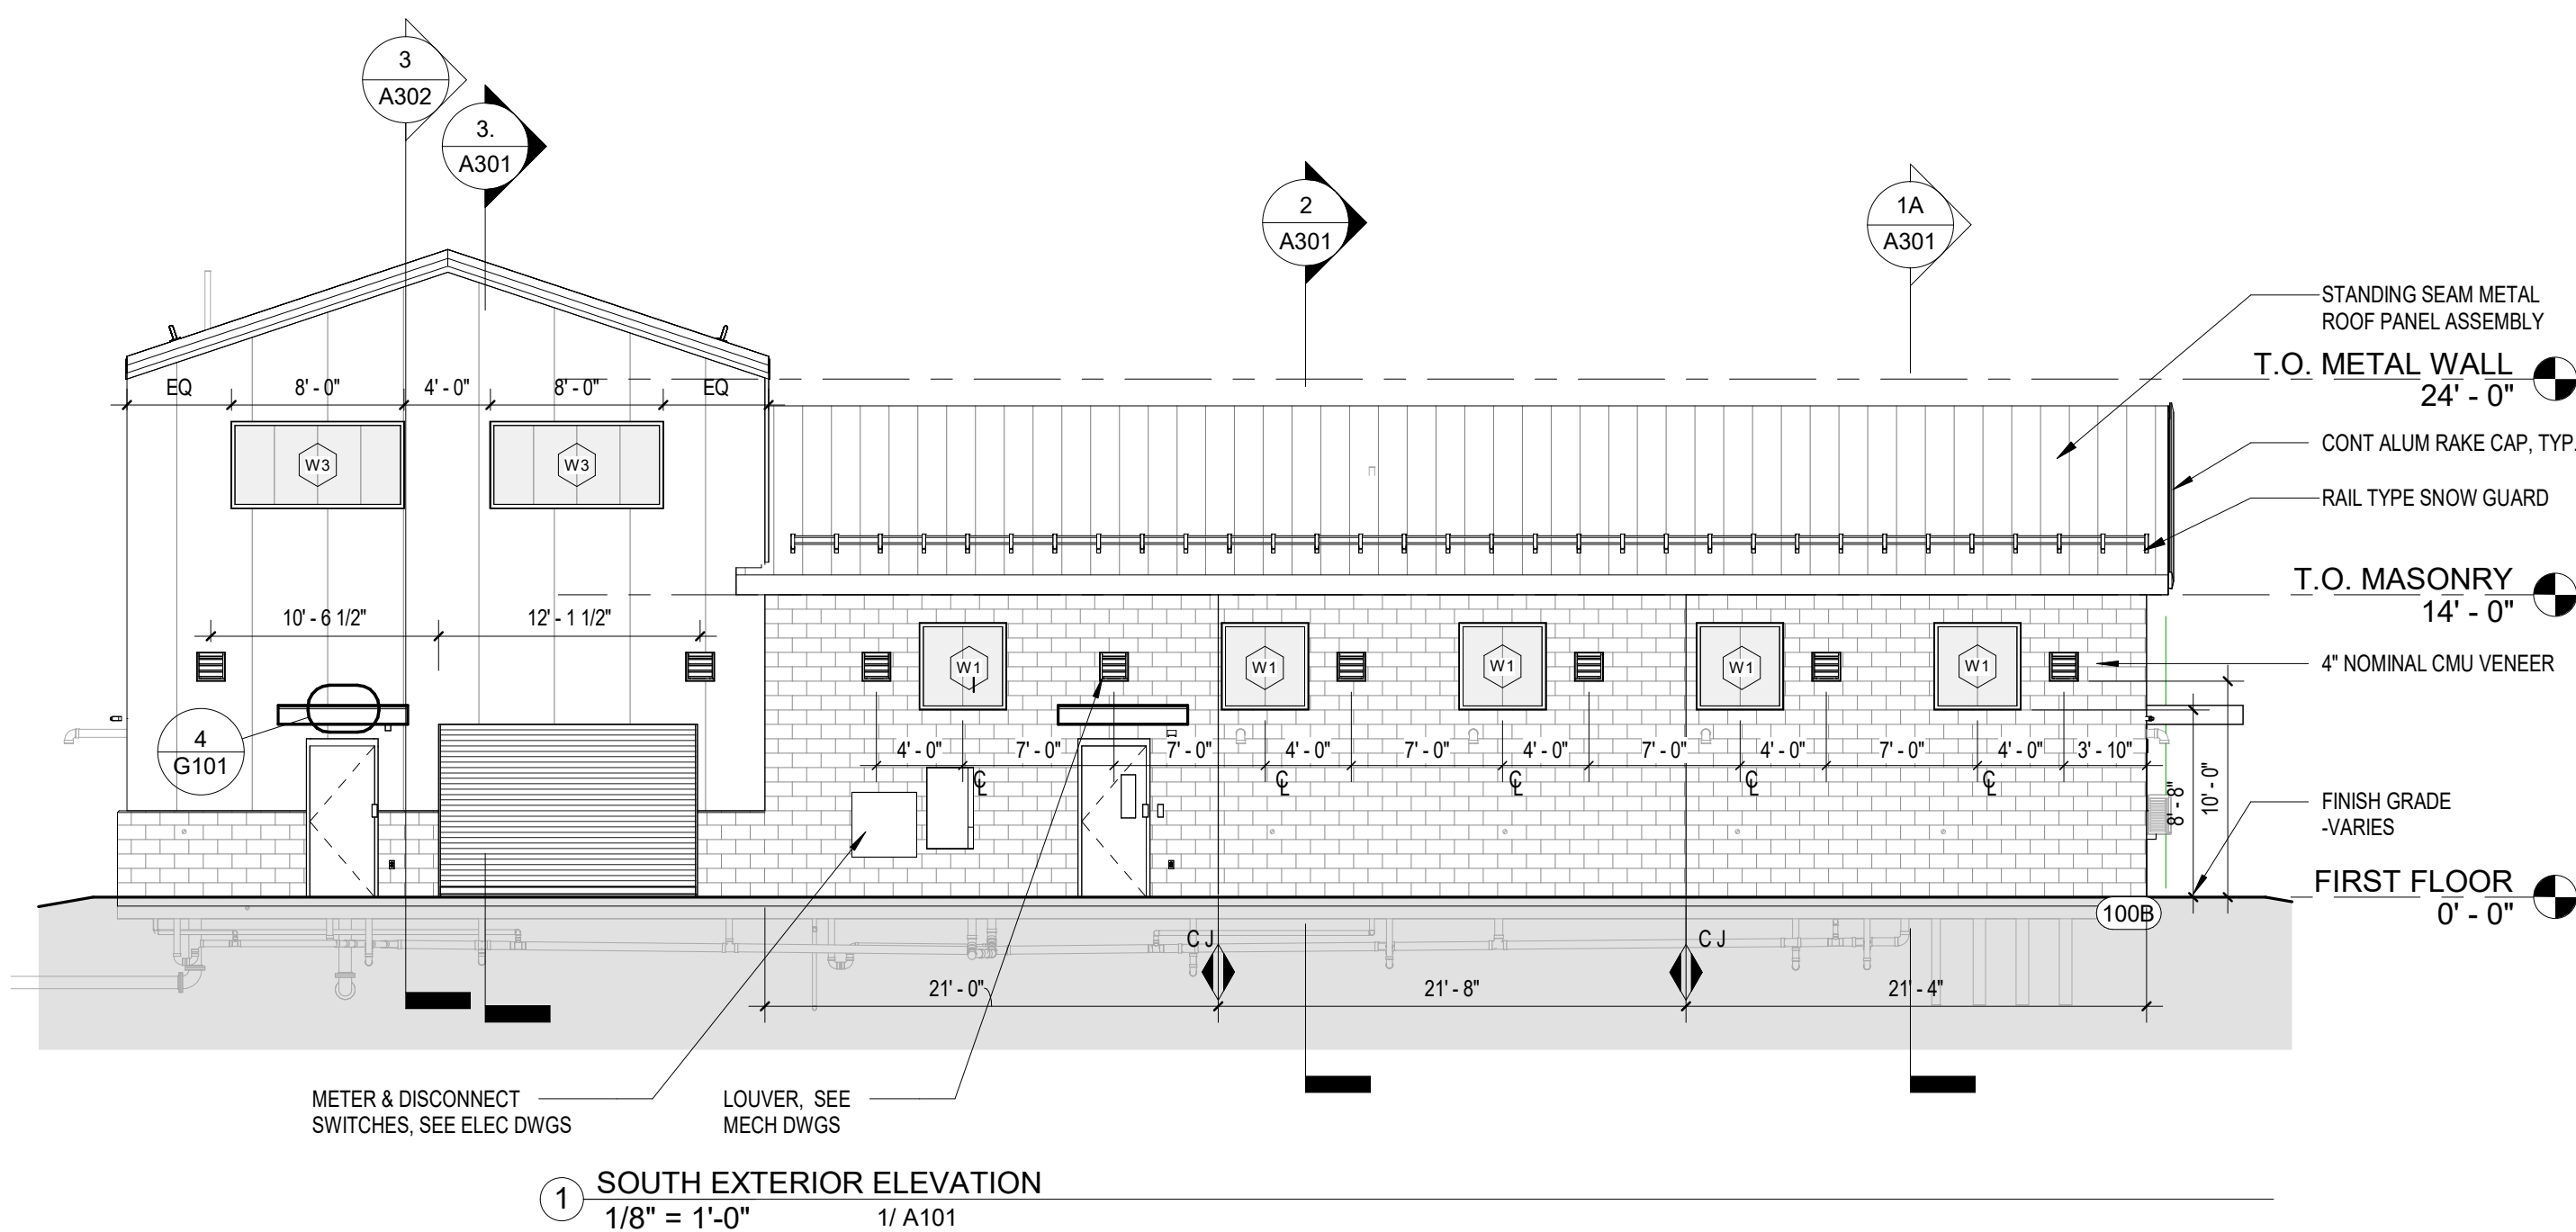 3
A302
3.
A301
2
A301
1A
A301
STANDING SEAM METAL
ROOF PANEL ASSEMBLY
T.O. METAL WALL
24' - 0"
EQ 8' - 0" 4' - 0" 8' - 0" EQ
CONT ALUM RAKE CAP, TYP.
W3 W3
RAIL TYPE SNOW GUARD
T.O. MASONRY
14' - 0"
10' - 6 1/2" 12' - 1 1/2"
W1 W1 W1 W1 W1
4" NOMINAL CMU VENEER
4
G101
4' - 0" 7' - 0" 7' - 0" 4' - 0" 7' - 0" 4' - 0" 7' - 0" 4' - 0" 7' - 0" 4' - 0" 3' - 10"
℄ ℄ ℄ ℄ ℄
8' - 8"
10' - 0"
FINISH GRADE
-VARIES
FIRST FLOOR
0' - 0"
100B
CJ CJ
21' - 0" 21' - 8" 21' - 4"
METER & DISCONNECT
SWITCHES, SEE ELEC DWGS
LOUVER, SEE
MECH DWGS
1 SOUTH EXTERIOR ELEVATION
1/8" = 1'-0" 1/ A101